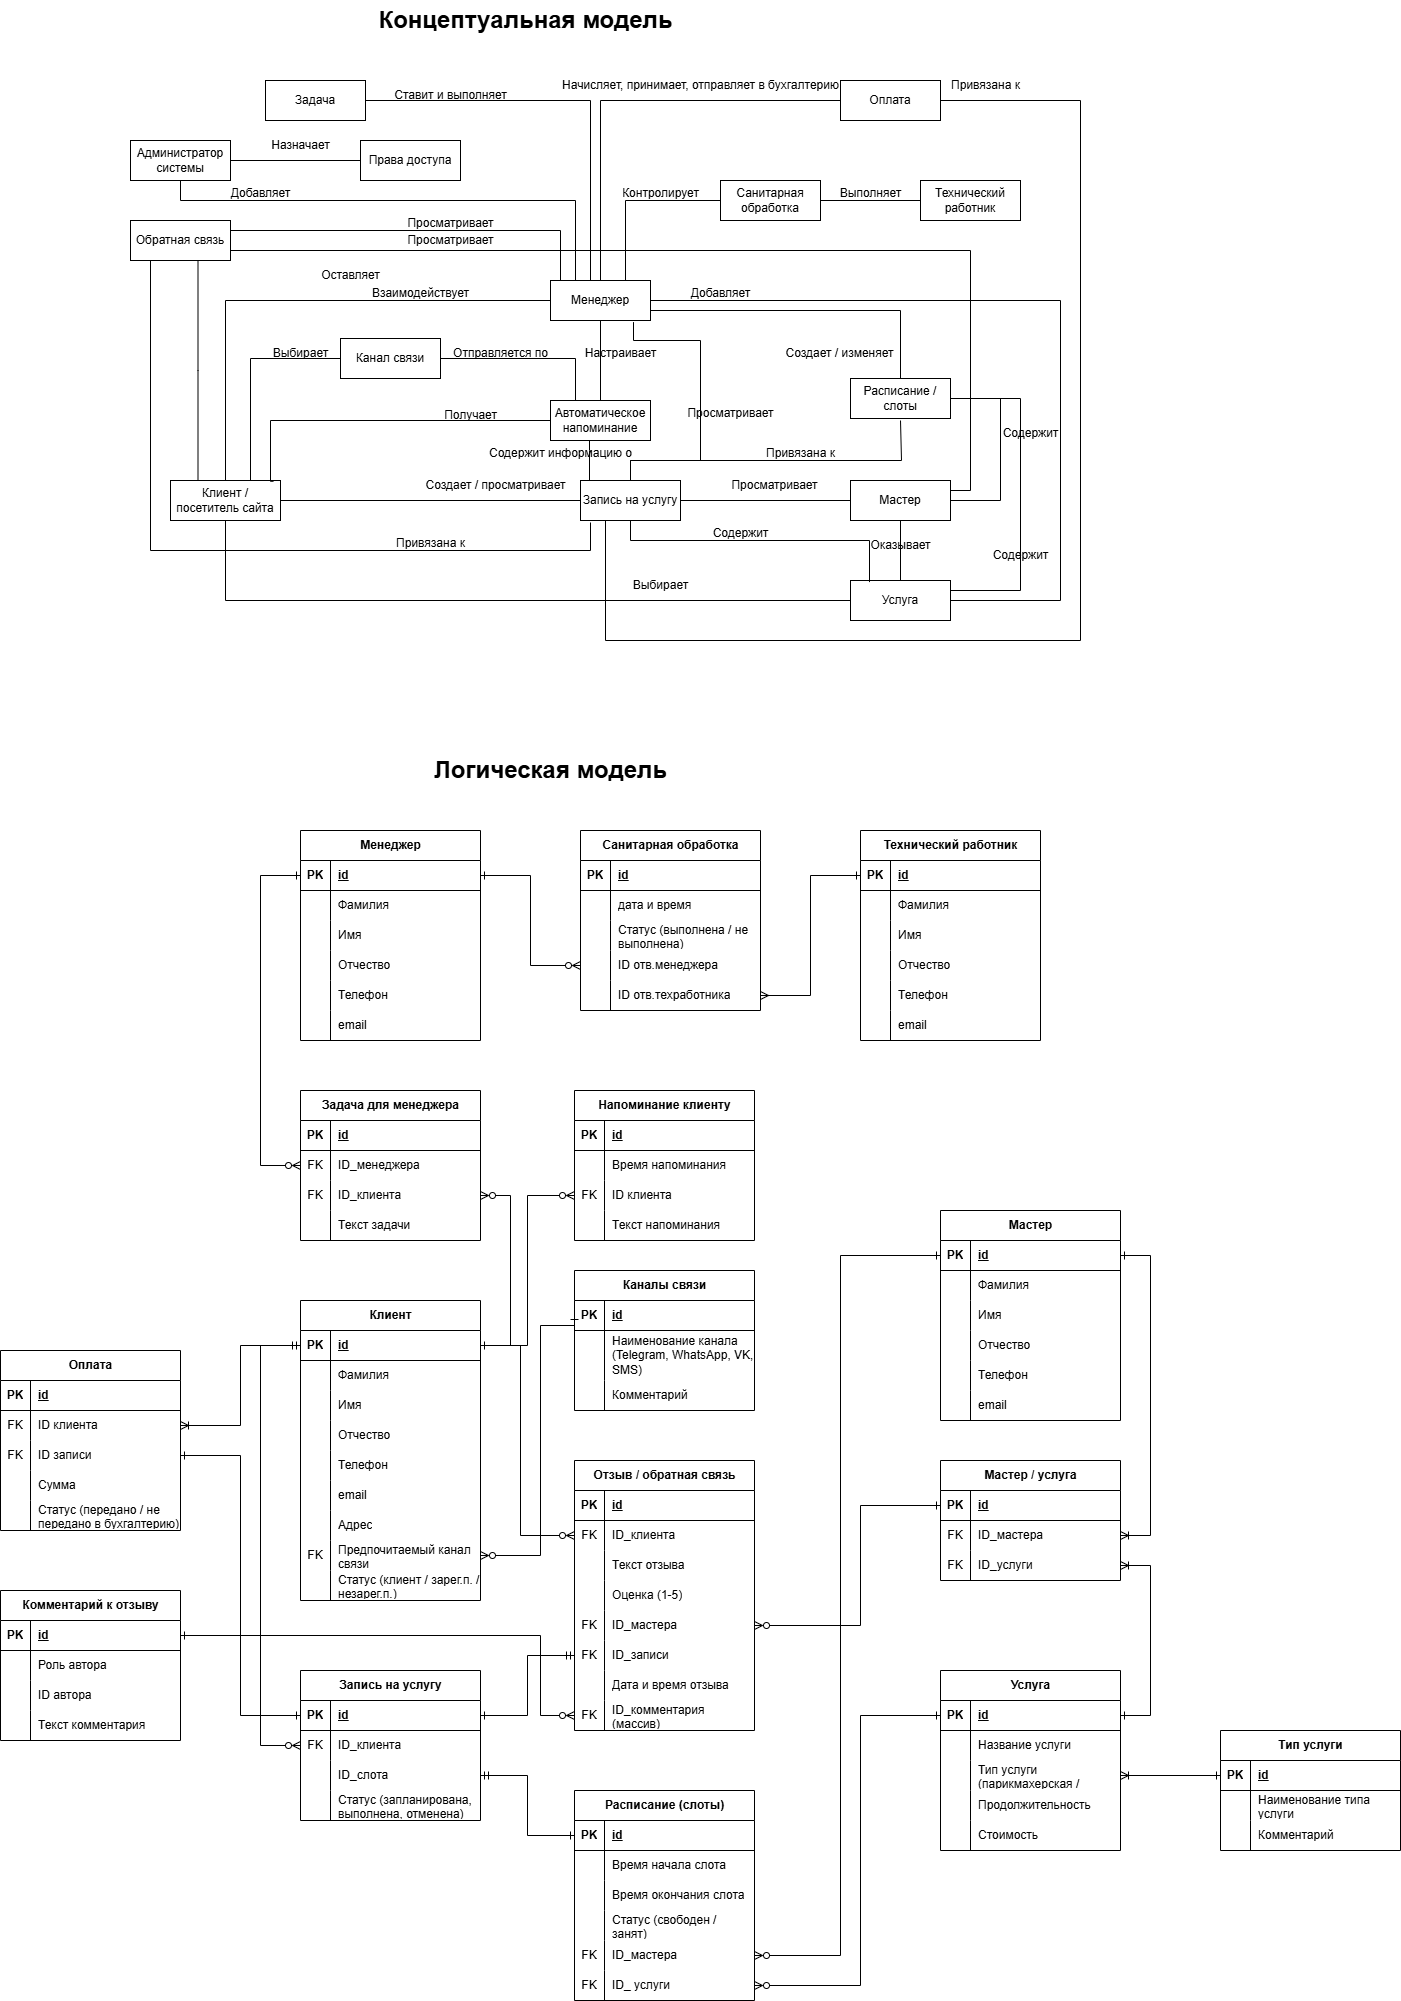 Концептуальная модель
Задача
Ставит и выполняет
Начисляет, принимает, отправляет в бухгалтерию
Оплата
Привязана к
Администратор
системы
Назначает
Права доступа
Добавляет
Контролирует
Санитарная
обработка
Выполняет
Технический
работник
Обратная связь
Просматривает
Просматривает
Оставляет
Взаимодействует
Менеджер
Добавляет
Выбирает
Канал связи
Отправляется по
Настраивает
Создает / изменяет
Расписание /
слоты
Получает
Автоматическое
напоминание
Просматривает
Содержит
Содержит информацию о
Привязана к
Клиент /
посетитель сайта
Создает / просматривает
Запись на услугу
Просматривает
Мастер
Привязана к
Содержит
Оказывает
Содержит
Выбирает
Услуга
Логическая модель
Менеджер
PK id
Фамилия
Имя
Отчество
Телефон
email
Санитарная обработка
PK id
дата и время
Статус (выполнена / не
выполнена)
ID отв.менеджера
ID отв.техработника
Технический работник
PK id
Фамилия
Имя
Отчество
Телефон
email
Задача для менеджера
PK id
FK ID_менеджера
FK ID_клиента
Текст задачи
Напоминание клиенту
PK id
Время напоминания
FK ID клиента
Текст напоминания
Мастер
PK id
Фамилия
Имя
Отчество
Телефон
email
Каналы связи
PK id
Наименование канала
(Telegram, WhatsApp, VK,
SMS)
Комментарий
Клиент
PK id
Фамилия
Имя
Отчество
Телефон
email
Адрес
FK Предпочитаемый канал
связи
Статус (клиент / зарег.п. /
незарег.п.)
Оплата
PK id
FK ID клиента
FK ID записи
Сумма
Статус (передано / не
передано в бухгалтерию)
Отзыв / обратная связь
PK id
FK ID_клиента
Текст отзыва
Оценка (1-5)
FK ID_мастера
FK ID_записи
Дата и время отзыва
FK ID_комментария
(массив)
Мастер / услуга
PK id
FK ID_мастера
FK ID_услуги
Комментарий к отзыву
PK id
Роль автора
ID автора
Текст комментария
Запись на услугу
PK id
FK ID_клиента
ID_слота
Статус (запланирована,
выполнена, отменена)
Услуга
PK id
Название услуги
Тип услуги
(парикмахерская /
Продолжительность
Стоимость
Тип услуги
PK id
Наименование типа
услуги
Комментарий
Расписание (слоты)
PK id
Время начала слота
Время окончания слота
Статус (свободен /
занят)
FK ID_мастера
FK ID_ услуги